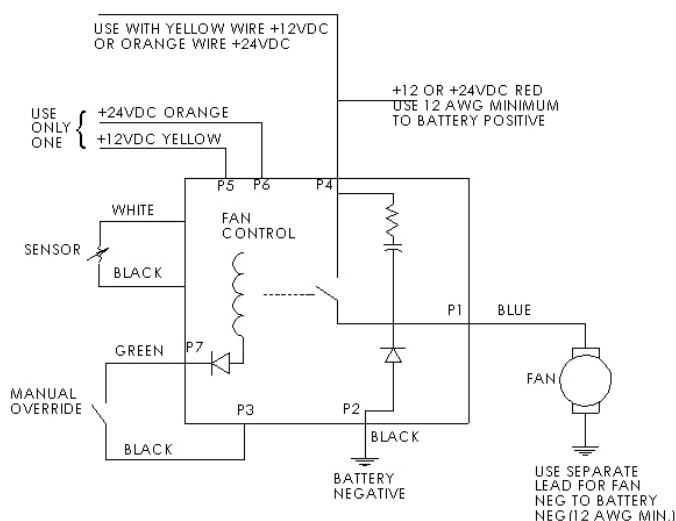 USE WITH YELLOW WIRE +12VDC
OR ORANGE WIRE +24VDC
+12 OR +24VDC RED
USE 12 AWG MINIMUM
TO BATTERY POSITIVE
USE
ONLY
ONE
+24VDC ORANGE
+12VDC YELLOW
P5
P6
P4
WHITE
SENSOR
BLACK
FAN
CONTROL
P1
BLUE
P7
GREEN
MANUAL
OVERRIDE
BLACK
P3
P2
BLACK
BATTERY
NEGATIVE
FAN
USE SEPARATE
LEAD FOR FAN
NEG TO BATTERY
NEG(12 AWG MIN.)